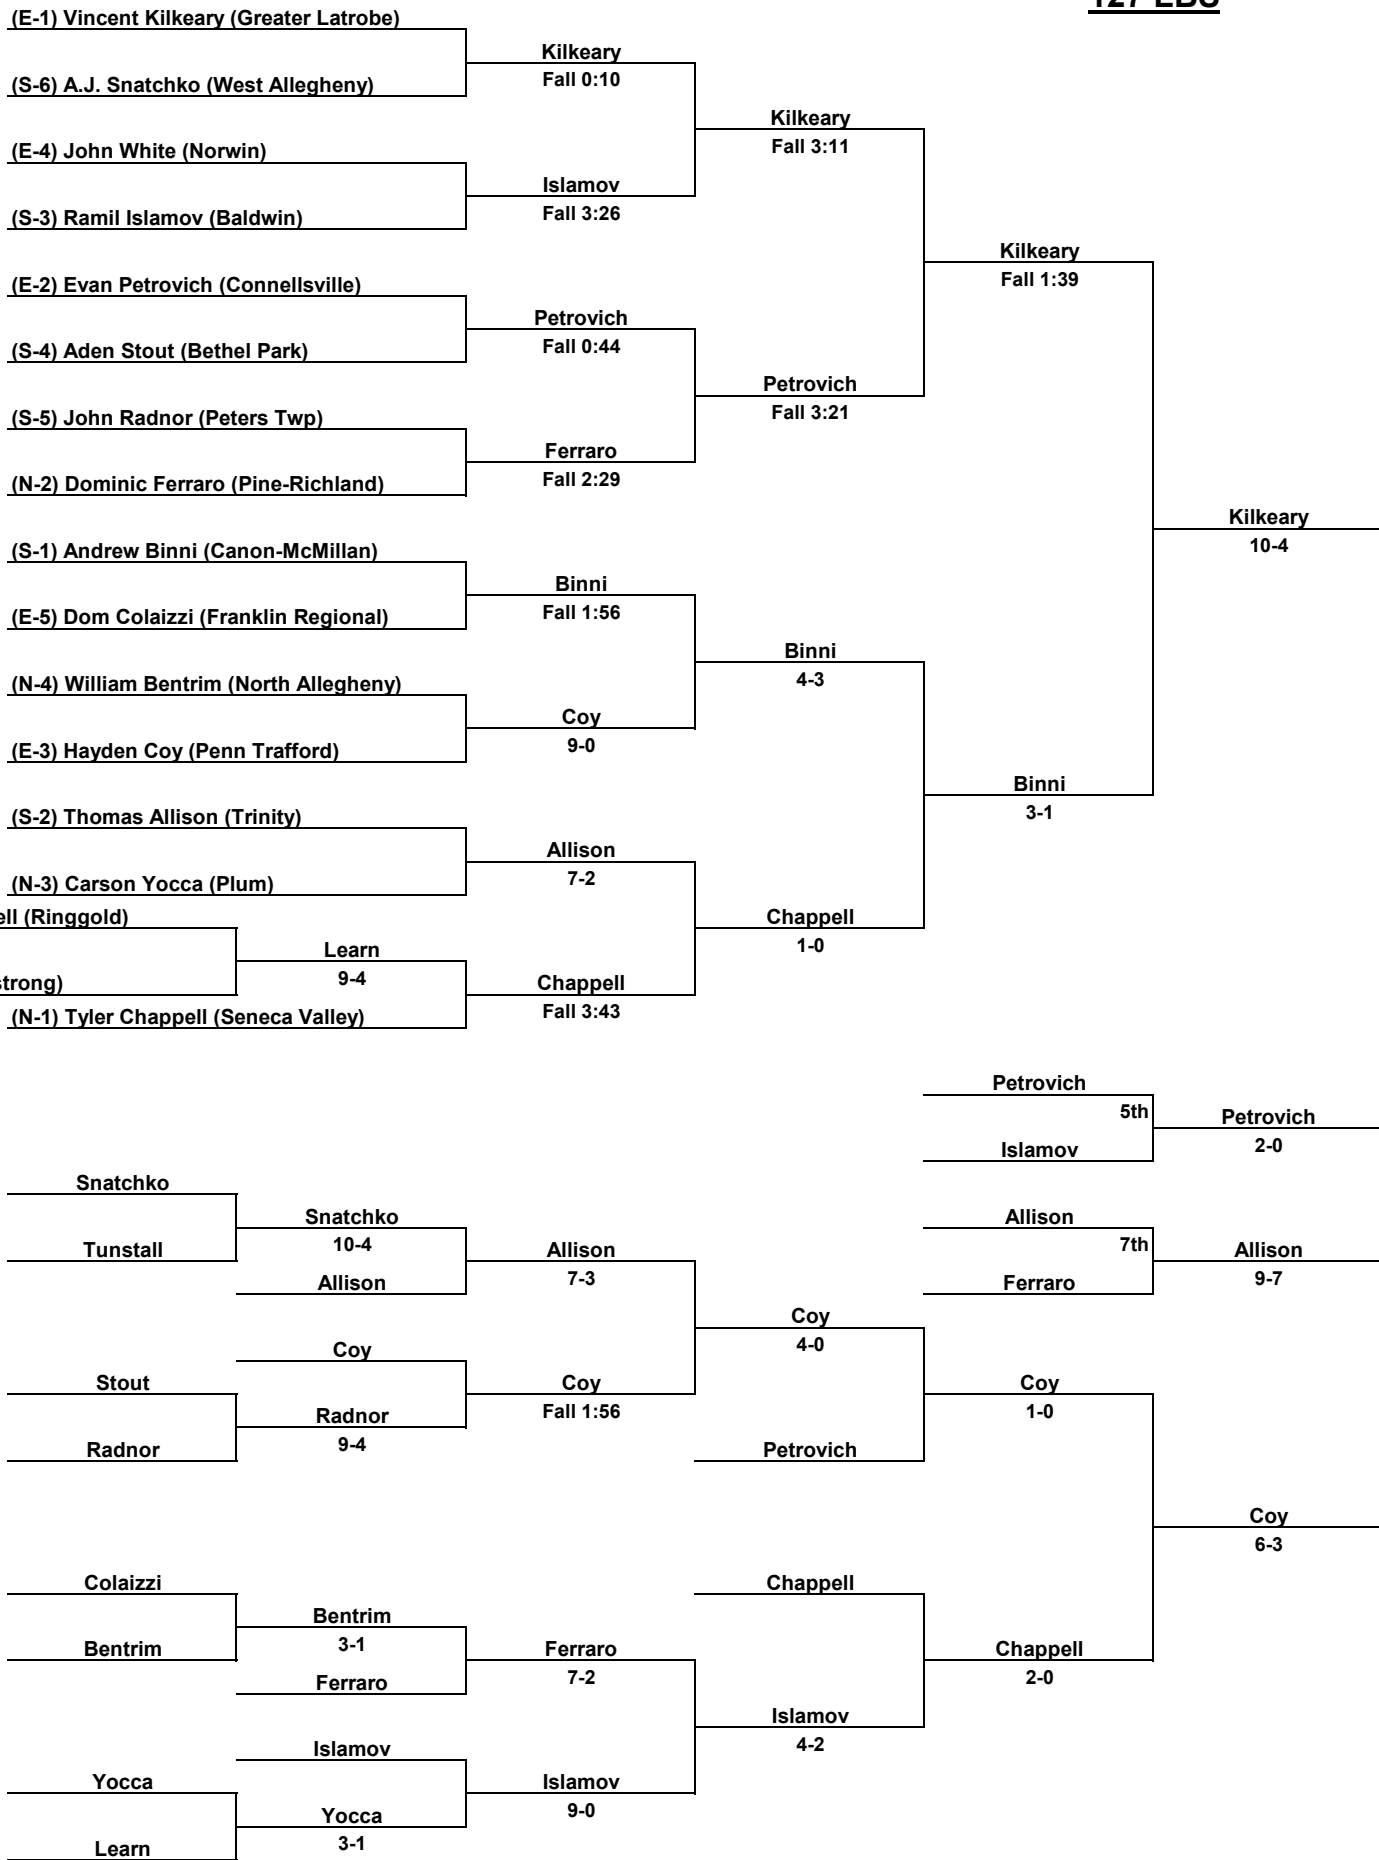 127 LBS
(E-1) Vincent Kilkeary (Greater Latrobe)
Kilkeary
Fall 0:10
(S-6) A.J. Snatchko (West Allegheny)
Kilkeary
Fall 3:11
(E-4) John White (Norwin)
Islamov
Fall 3:26
(S-3) Ramil Islamov (Baldwin)
Kilkeary
Fall 1:39
(E-2) Evan Petrovich (Connellsville)
Petrovich
Fall 0:44
(S-4) Aden Stout (Bethel Park)
Petrovich
Fall 3:21
(S-5) John Radnor (Peters Twp)
Ferraro
Fall 2:29
(N-2) Dominic Ferraro (Pine-Richland)
Kilkeary
10-4
(S-1) Andrew Binni (Canon-McMillan)
Binni
Fall 1:56
(E-5) Dom Colaizzi (Franklin Regional)
Binni
4-3
(N-4) William Bentrim (North Allegheny)
Coy
9-0
(E-3) Hayden Coy (Penn Trafford)
Binni
3-1
(S-2) Thomas Allison (Trinity)
Allison
7-2
(N-3) Carson Yocca (Plum)
ell (Ringgold)
Chappell
1-0
Learn
9-4
strong)
Chappell
Fall 3:43
(N-1) Tyler Chappell (Seneca Valley)
Petrovich
5th
Petrovich
2-0
Islamov
Snatchko
Snatchko
10-4
Tunstall
Allison
7-3
Allison
Allison
7th
Allison
9-7
Ferraro
Coy
4-0
Coy
Stout
Coy
Fall 1:56
Coy
1-0
Radnor
9-4
Radnor
Petrovich
Coy
6-3
Colaizzi
Chappell
Bentrim
3-1
Bentrim
Ferraro
7-2
Chappell
2-0
Ferraro
Islamov
4-2
Islamov
Yocca
Islamov
9-0
Yocca
3-1
Learn